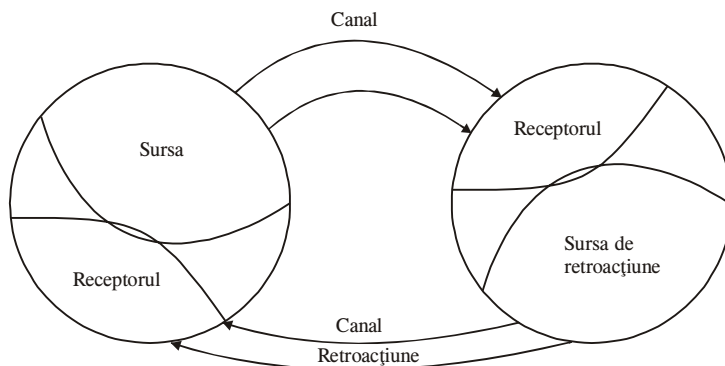 Canal
Sursa
Receptorul
Receptorul
Sursa de
retroacţiune
Canal
Retroacţiune